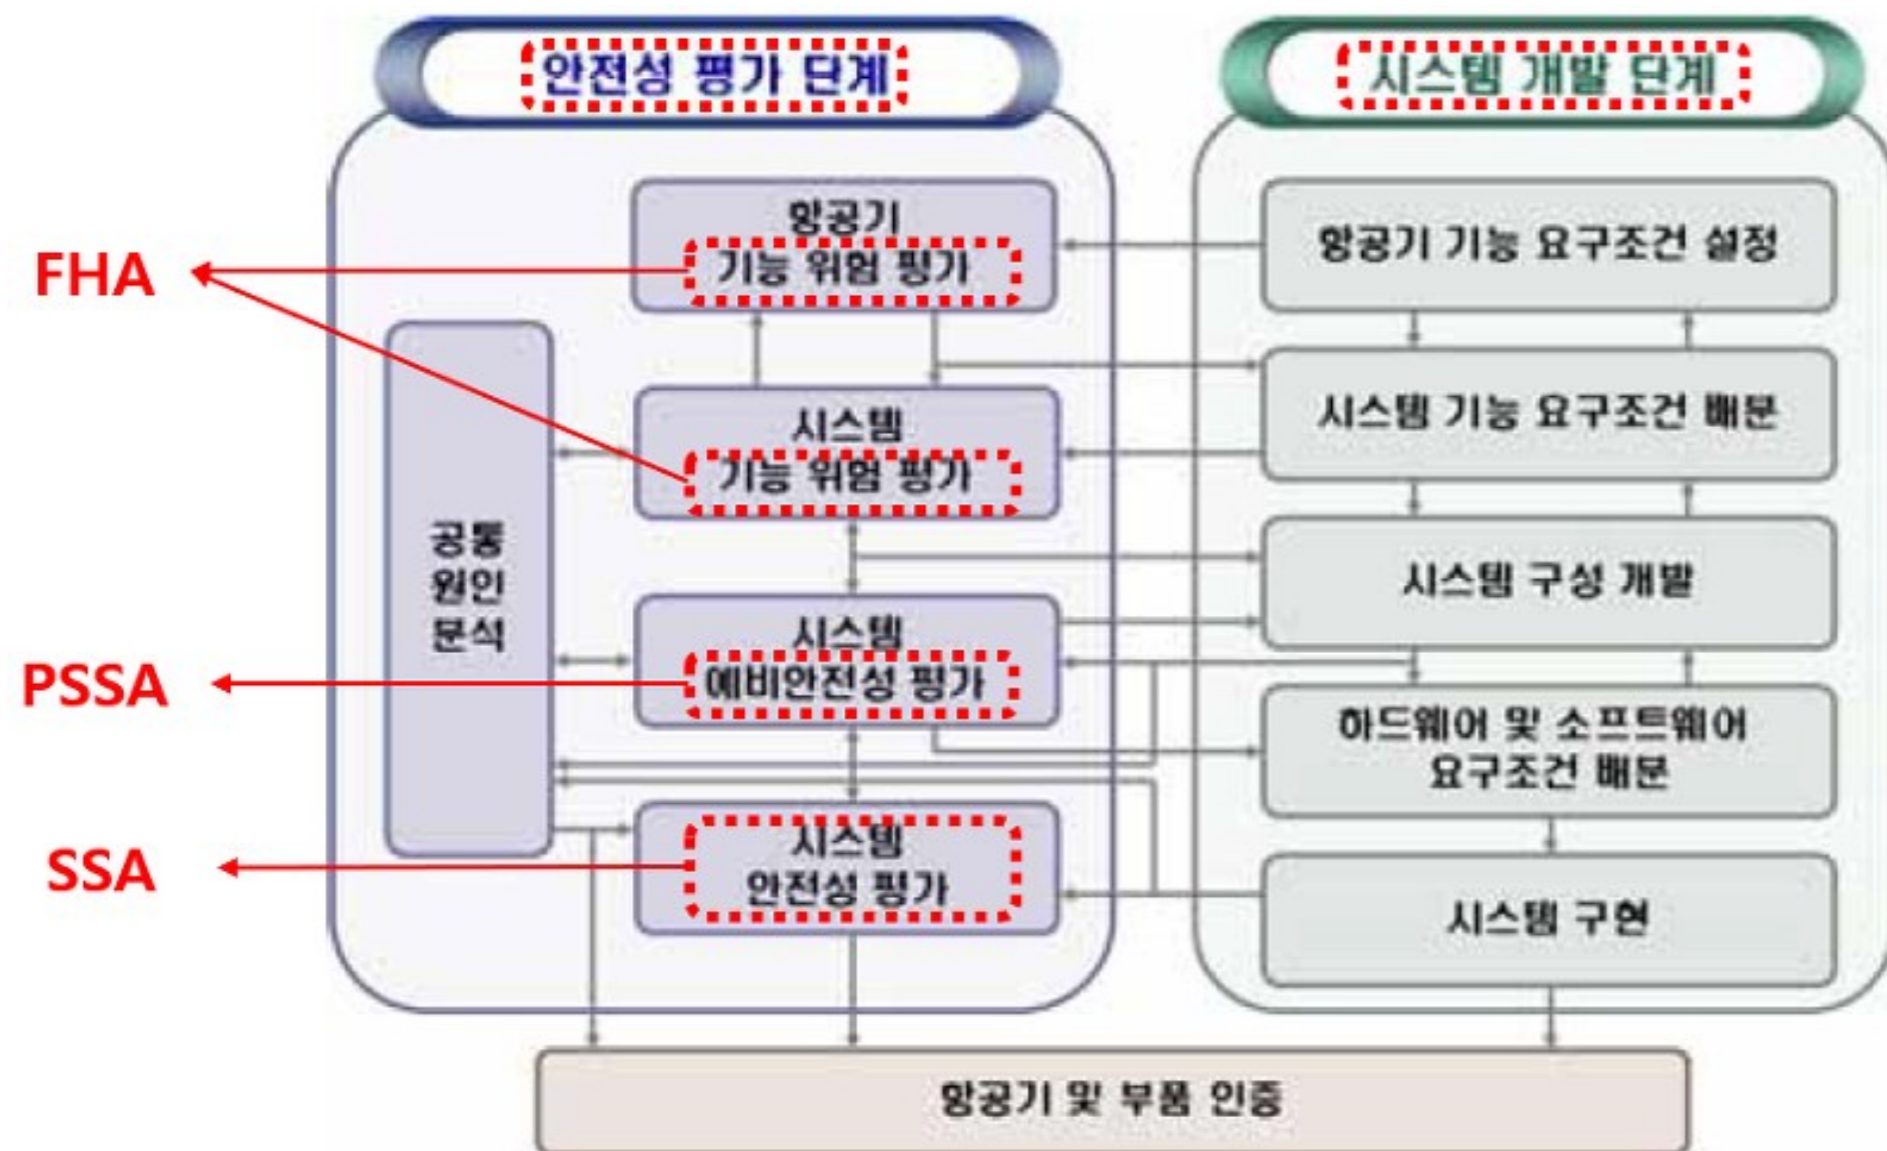 안전성 평가 단계
시스템 개발 단계
항공기
기능 위험 평가
FHA
시스템
기능 위험 평가
공통
원인
분석
시스템
예비안전성 평가
PSSA
시스템
안전성 평가
SSA
항공기 기능 요구조건 설정
시스템 기능 요구조건 배분
시스템 구성 개발
하드웨어 및 소프트웨어
요구조건 배분
시스템 구현
항공기 및 부품 인증